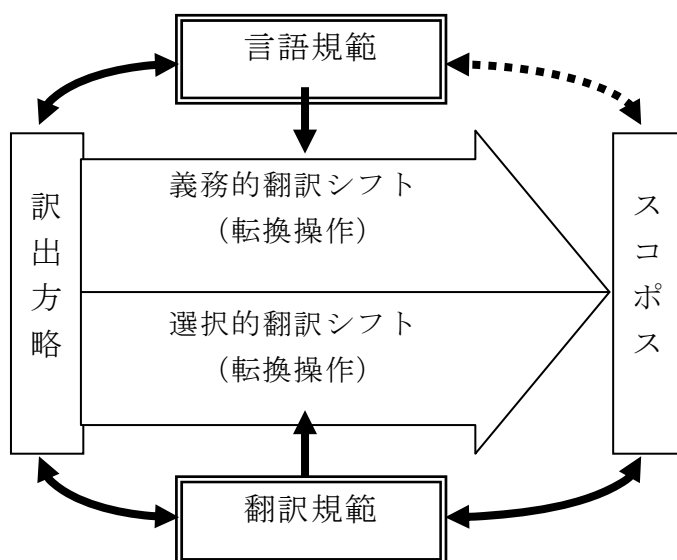 言語規範
義務的翻訳シフト
（転換操作）
訳出方略
スコポス
選択的翻訳シフト
（転換操作）
翻訳規範